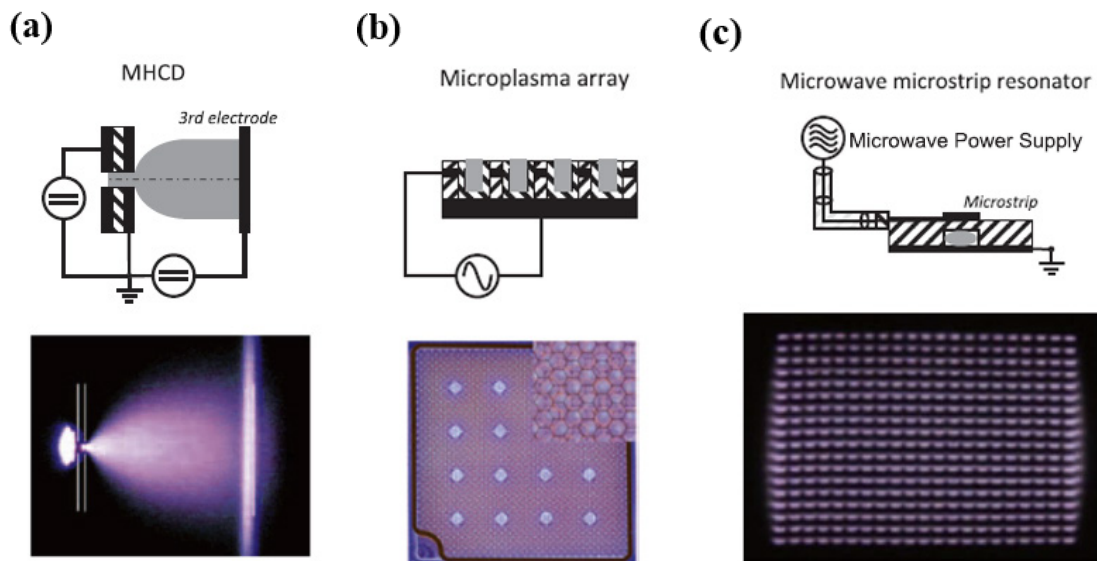 (a)
MHCD
3rd electrode
(b)
Microplasma array
(c)
Microwave microstrip resonator
Microwave Power Supply
Microstrip